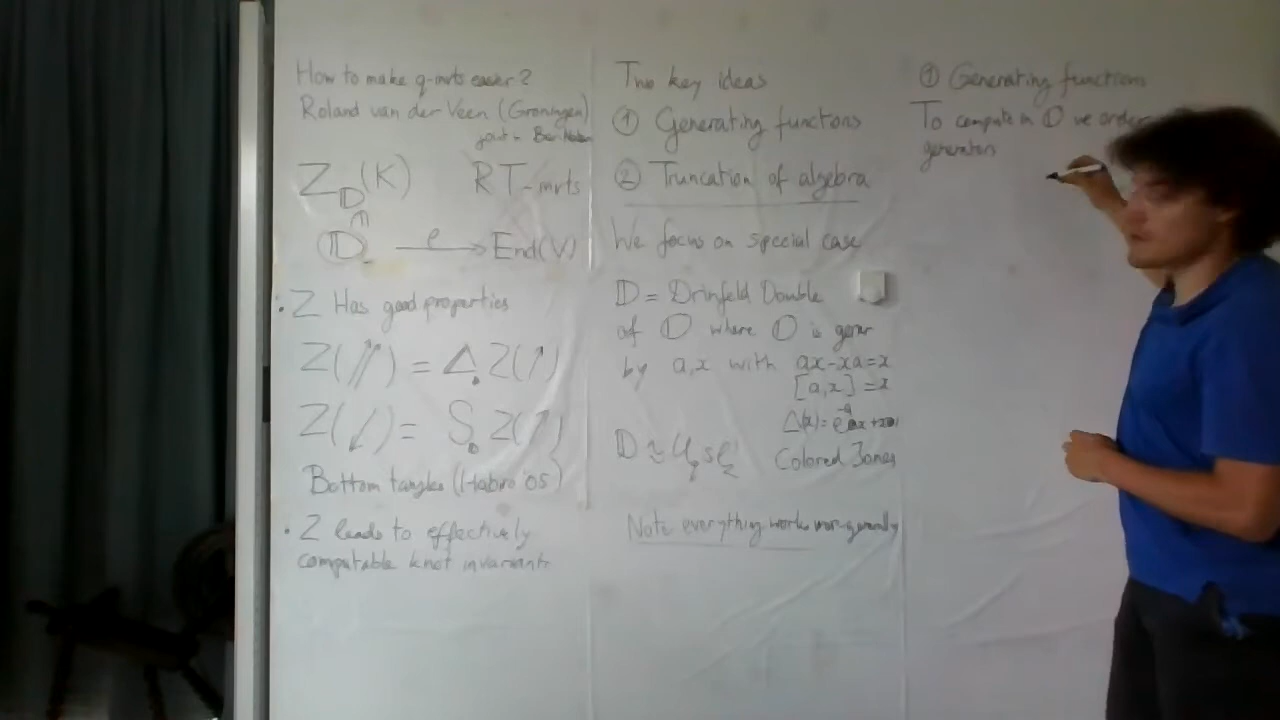 How to make q-invts easier?
Roland van der Veen (Groningen)
joint - Bar-Natan
Z_D(K) RT-invts
D ρ→ End(V)
• Z Has good properties
Z(⇈) = Δ. Z(↑)
Z(↙) = S. Z(↑)
Bottom tangles (Habiro '05)
• Z leads to effectively
computable knot invariants
Two key ideas
① Generating functions
② Truncation of algebra
We focus on special case
D = Drinfeld Double
of D where D is gener
by a,x with ax-xa=x
[a,x] = x
Δ(x)=
D ≈ U_q sl_2 Colored Jones
Note everything works more generally
① Generating functions
To compute in D we order
generators